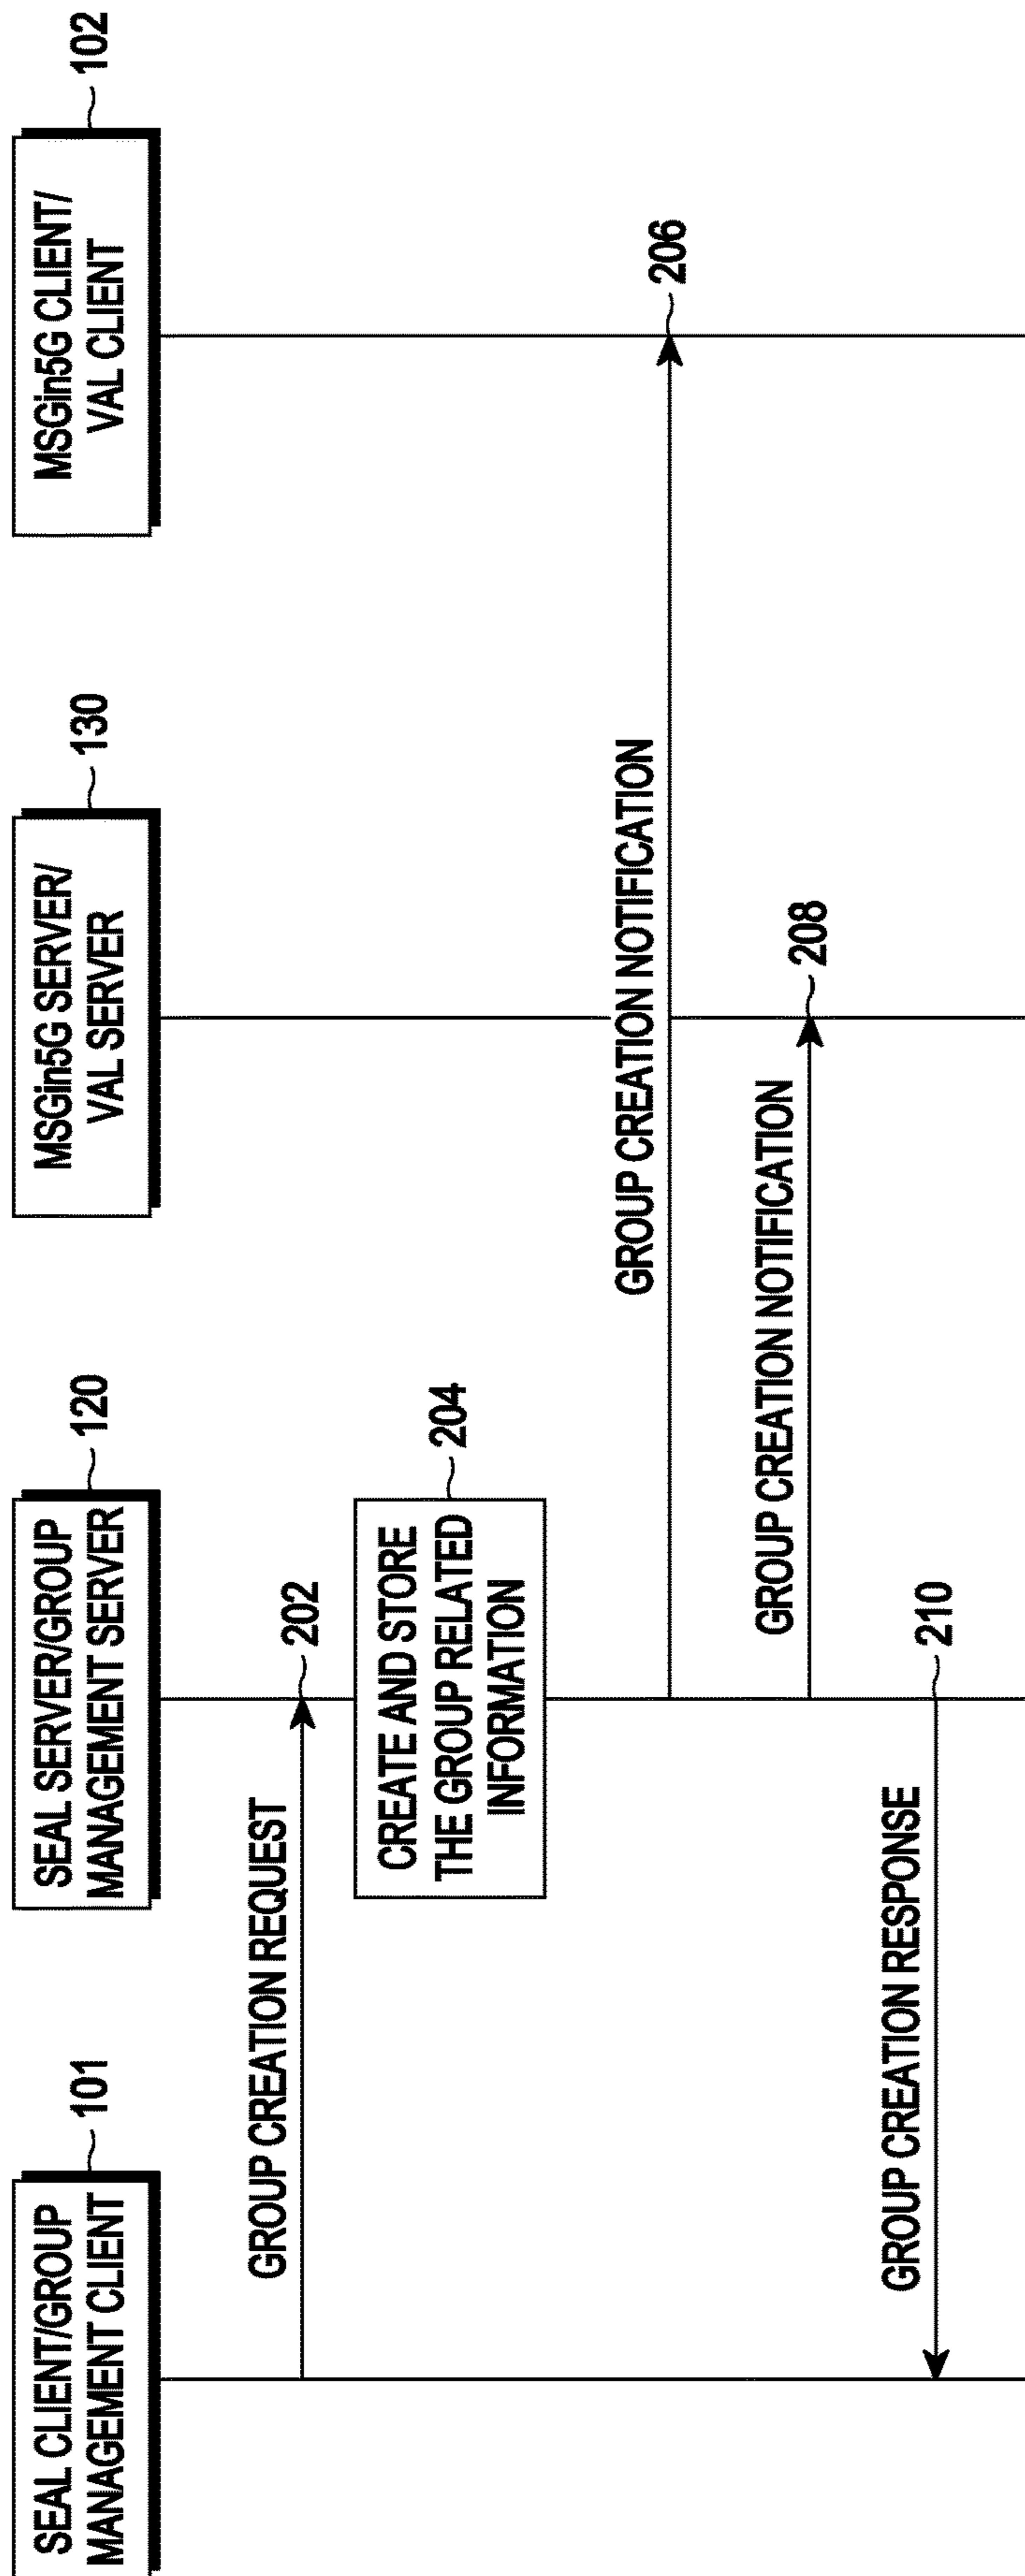 SEAL CLIENT/GROUP
MANAGEMENT CLIENT
101
SEAL SERVER/GROUP
MANAGEMENT SERVER
120
MSGin5G SERVER/
VAL SERVER
130
MSGin5G CLIENT/
VAL CLIENT
102
GROUP CREATION REQUEST
202
CREATE AND STORE
THE GROUP RELATED
INFORMATION
204
GROUP CREATION NOTIFICATION
206
GROUP CREATION NOTIFICATION
208
GROUP CREATION RESPONSE
210